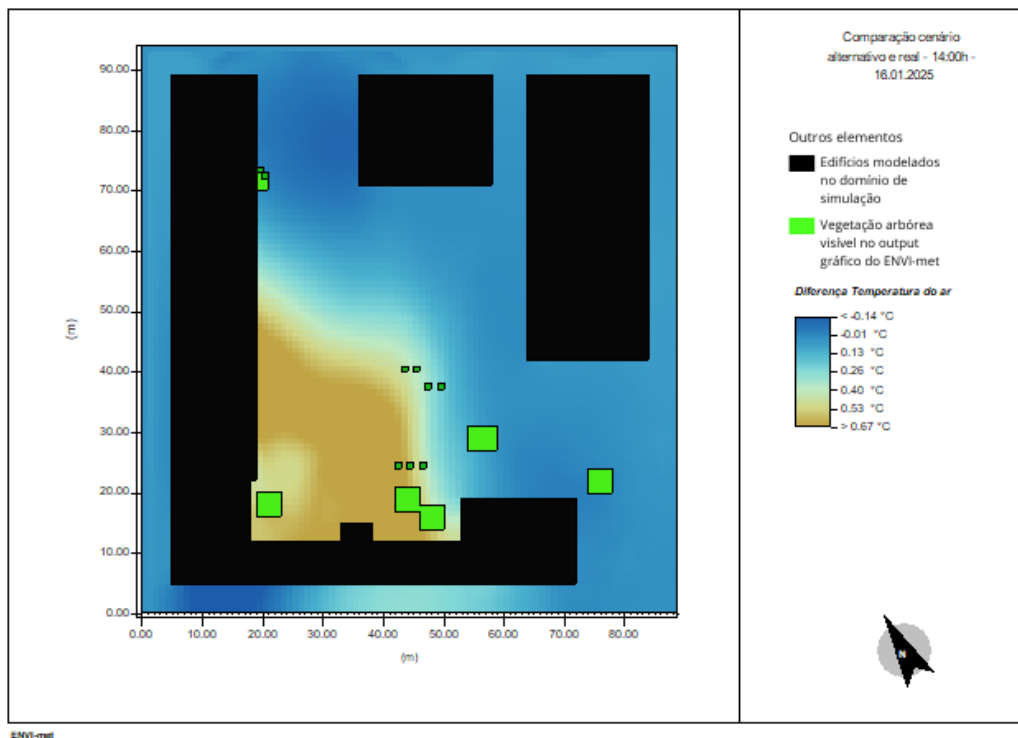 Comparação cenário
alternativo e real - 14:00h -
16.01.2025
Outros elementos
Edifícios modelados
no domínio de
simulação
Vegetação arbórea
visível no output
gráfico do ENVI-met
Diferença Temperatura do ar
< -0.14 °C
-0.01 °C
0.13 °C
0.26 °C
0.40 °C
0.53 °C
> 0.67 °C
90.00
80.00
70.00
60.00
50.00
40.00
30.00
20.00
10.00
0.00
(m)
0.00 10.00 20.00 30.00 40.00 50.00 60.00 70.00 80.00
(m)
N
ENVI-met